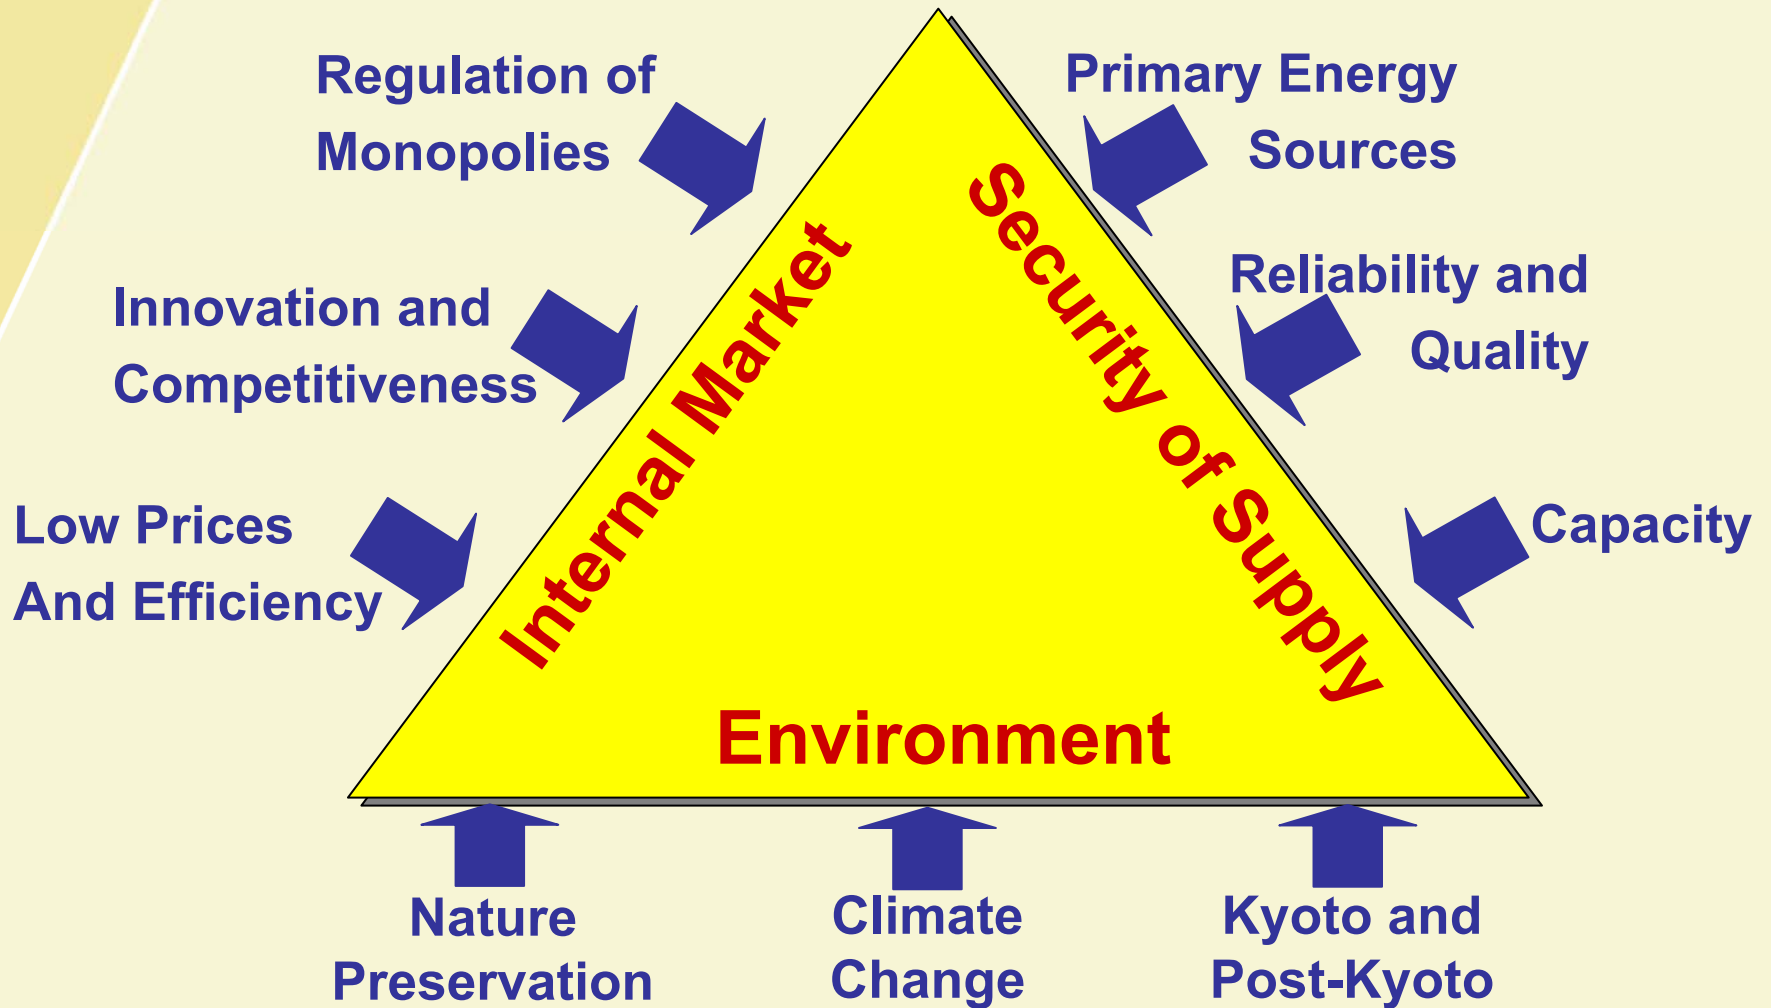 Regulation of
Monopolies
Primary Energy
Sources
Innovation and
Competitiveness
Reliability and
Quality
Low Prices
And Efficiency
Capacity
Internal Market
Security of Supply
Environment
Nature
Preservation
Climate
Change
Kyoto and
Post-Kyoto